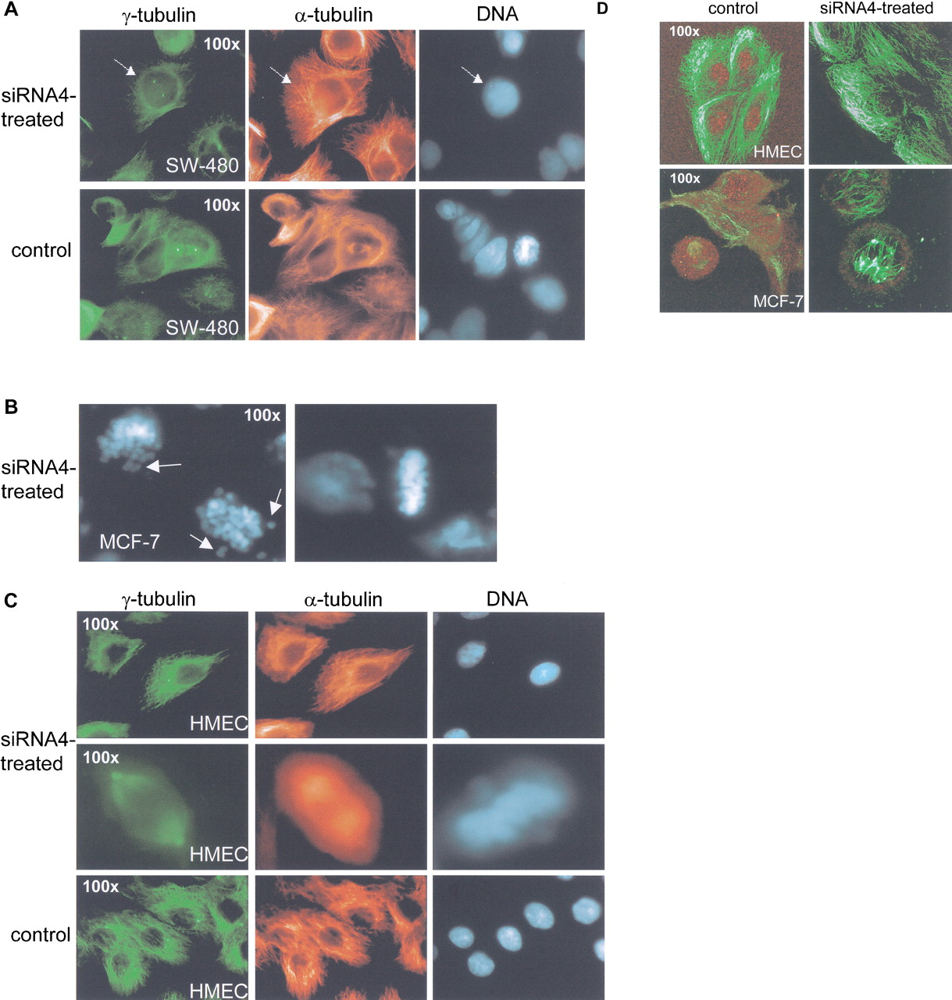 A
γ-tubulin
α-tubulin
DNA
siRNA4-
treated
100x
SW-480
control
100x
SW-480
B
siRNA4-
treated
100x
MCF-7
C
γ-tubulin
α-tubulin
DNA
siRNA4-
treated
100x
HMEC
100x
HMEC
control
100x
HMEC
D
control
siRNA4-treated
100x
HMEC
100x
MCF-7